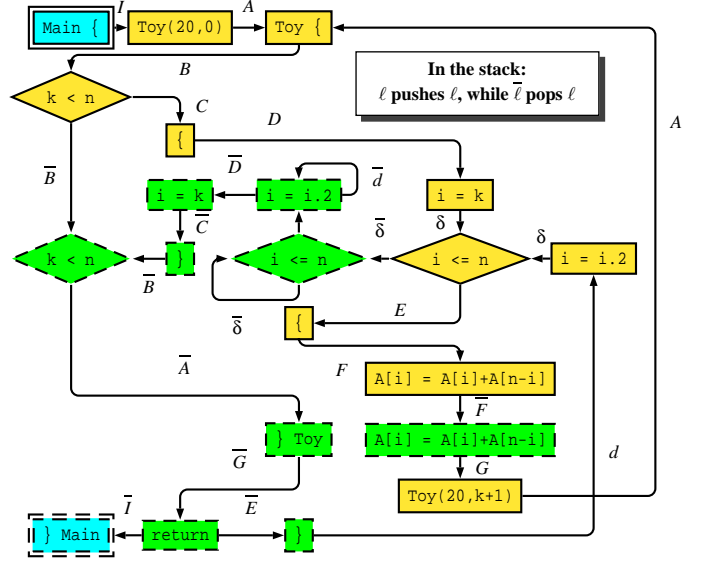 I
A
Main {
Toy(20,0)
Toy {
B
In the stack:
ℓ pushes ℓ, while ℓ̅ pops ℓ
k < n
C
{
D
A
B̅
D̅
d̅
i = k
i = i.2
i = k
C̅
δ̅
δ
δ
k < n
}
i <= n
i <= n
i = i.2
B̅
δ̅
{
E
A̅
F
A[i] = A[i]+A[n-i]
F̅
} Toy
A[i] = A[i]+A[n-i]
G̅
G
d
Toy(20,k+1)
I̅
E̅
} Main
return
}